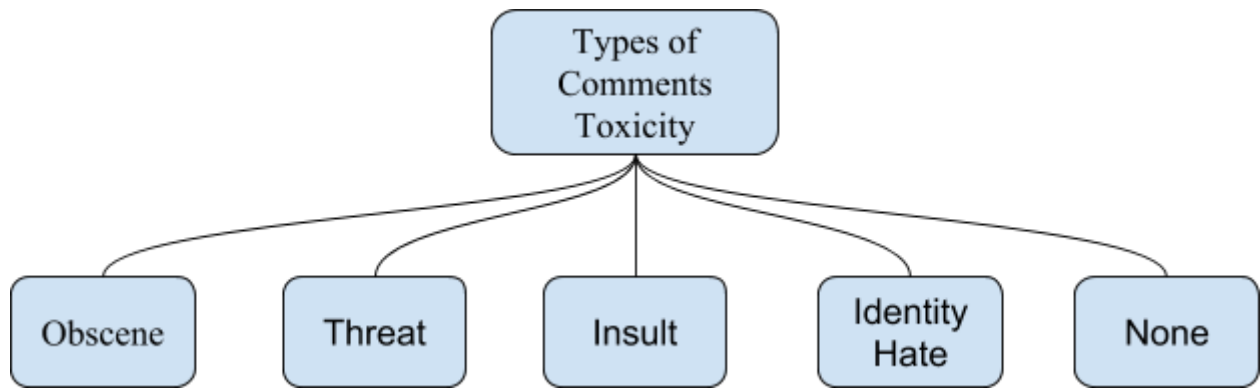 Types of
Comments
Toxicity
Obscene
Threat
Insult
Identity
Hate
None